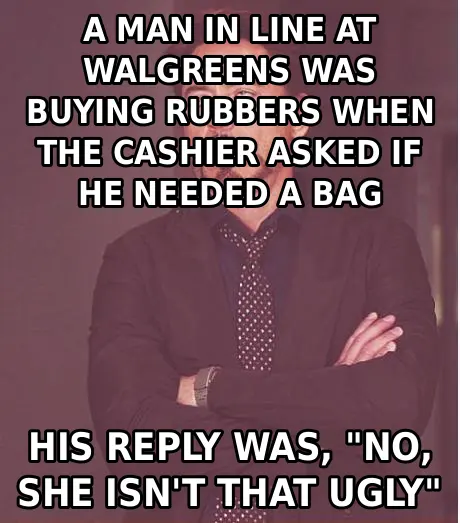 A MAN IN LINE AT
WALGREENS WAS
BUYING RUBBERS WHEN
THE CASHIER ASKED IF
HE NEEDED A BAG
HIS REPLY WAS, "NO,
SHE ISN'T THAT UGLY"